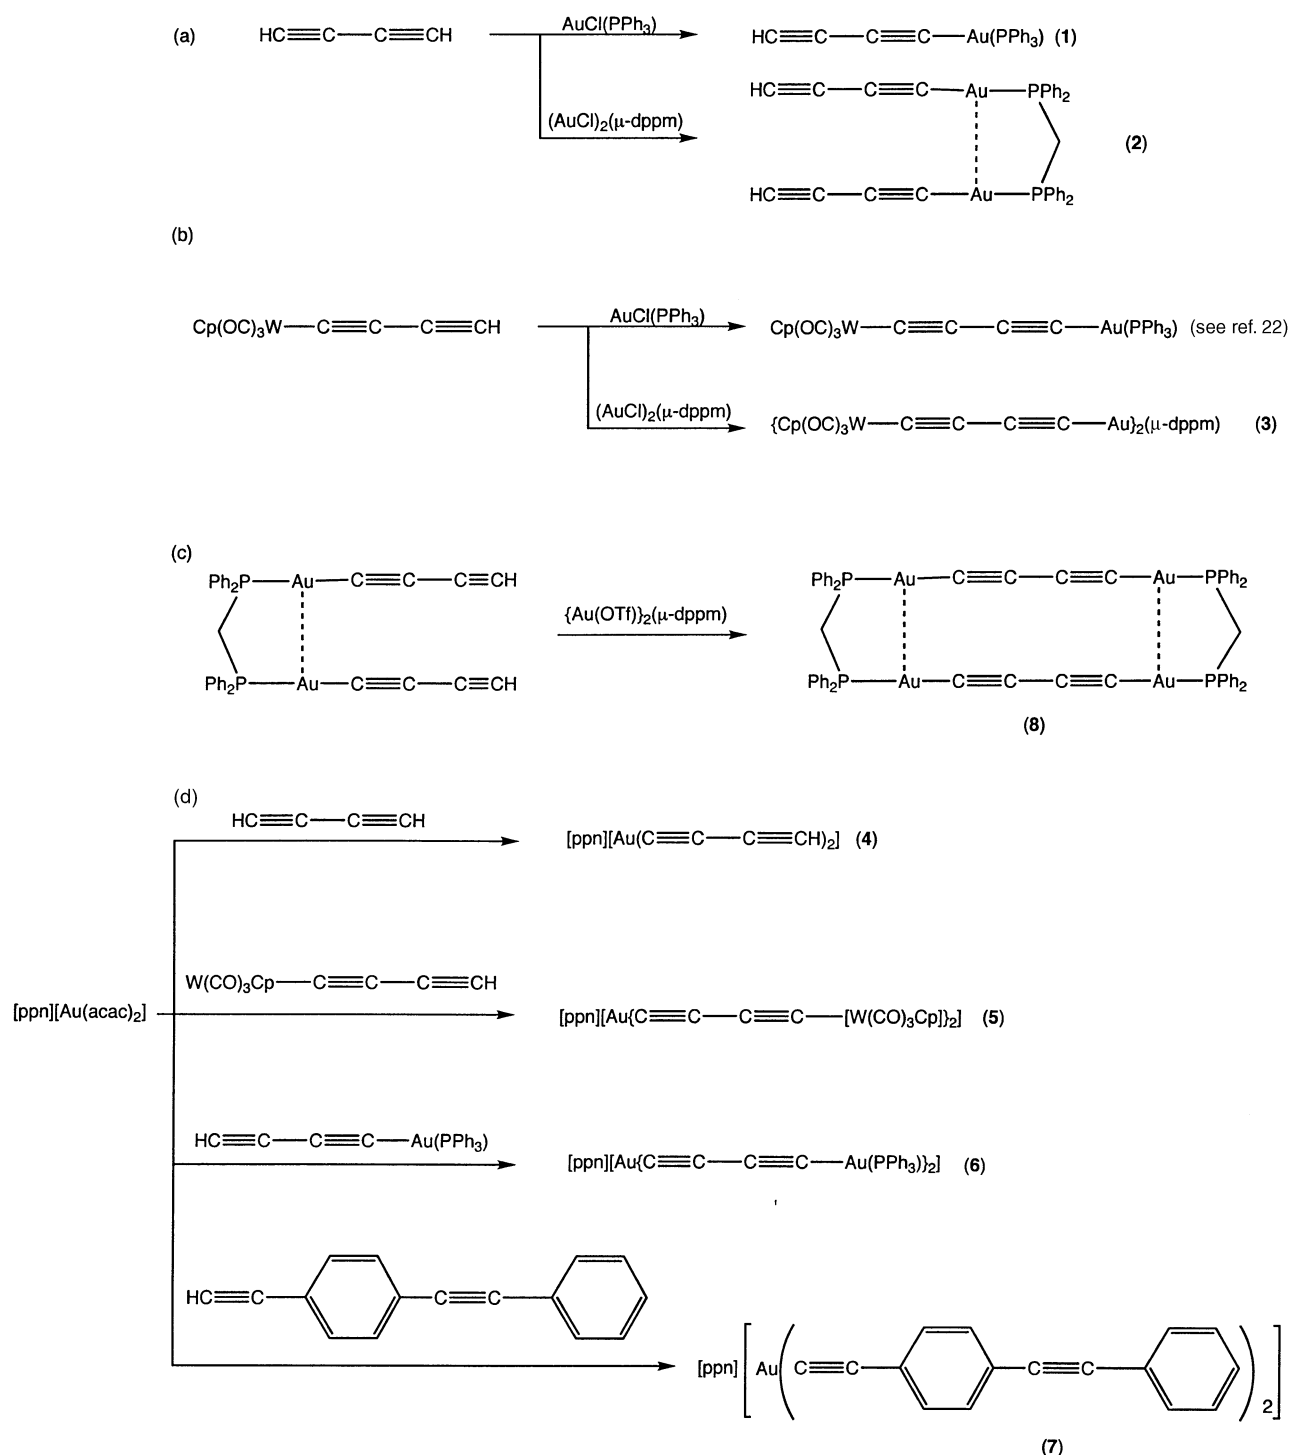 (a) HC≡C—C≡CH AuCl(PPh₃) HC≡C—C≡C—Au(PPh₃) (1)
HC≡C—C≡C—Au—PPh₂
(AuCl)₂(μ-dppm)
(2)
HC≡C—C≡C—Au—PPh₂
(b)
Cp(OC)₃W—C≡C—C≡CH AuCl(PPh₃) Cp(OC)₃W—C≡C—C≡C—Au(PPh₃) (see ref. 22)
(AuCl)₂(μ-dppm) {Cp(OC)₃W—C≡C—C≡C—Au}₂(μ-dppm) (3)
(c)
Ph₂P—Au—C≡C—C≡CH Ph₂P—Au—C≡C—C≡C—Au—PPh₂
{Au(OTf)}₂(μ-dppm)
Ph₂P—Au—C≡C—C≡CH Ph₂P—Au—C≡C—C≡C—Au—PPh₂
(8)
(d)
HC≡C—C≡CH
[ppn][Au(C≡C—C≡CH)₂] (4)
W(CO)₃Cp—C≡C—C≡CH
[ppn][Au(acac)₂] [ppn][Au{C≡C—C≡C—[W(CO)₃Cp]}₂] (5)
HC≡C—C≡C—Au(PPh₃)
[ppn][Au{C≡C—C≡C—Au(PPh₃)}₂] (6)
HC≡C C≡C
[ppn] [Au(C≡C C≡C)₂]
(7)